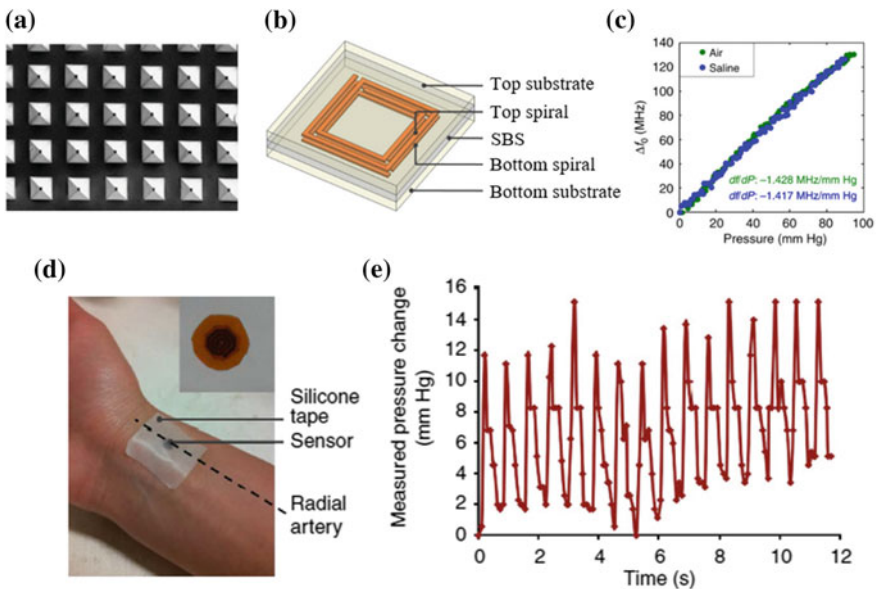 (a)
(b)
Top substrate
Top spiral
SBS
Bottom spiral
Bottom substrate
(c)
140
120
100
80
60
40
20
0
Δf₀ (MHz)
Air
Saline
df/dP: −1.428 MHz/mm Hg
df/dP: −1.417 MHz/mm Hg
0 20 40 60 80 100
Pressure (mm Hg)
(d)
Silicone
tape
Sensor
Radial
artery
(e)
Measured pressure change
(mm Hg)
16
14
12
10
8
6
4
2
0
0 2 4 6 8 10 12
Time (s)